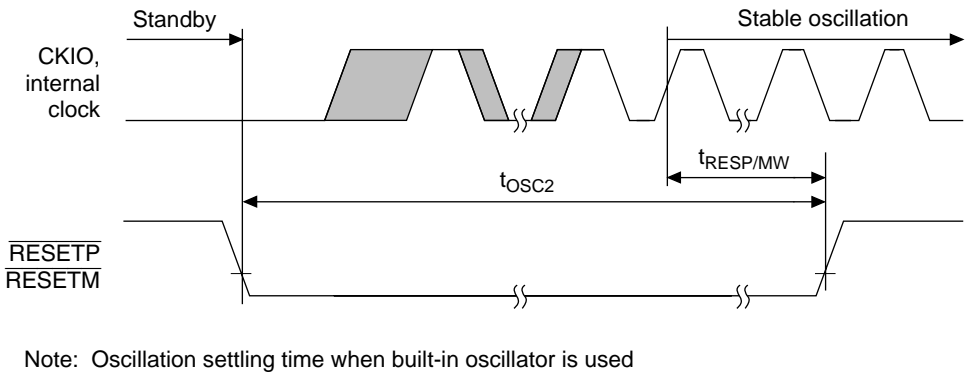 Standby
Stable oscillation
CKIO,
internal
clock
tRESP/MW
tOSC2
RESETP
RESETM
Note: Oscillation settling time when built-in oscillator is used